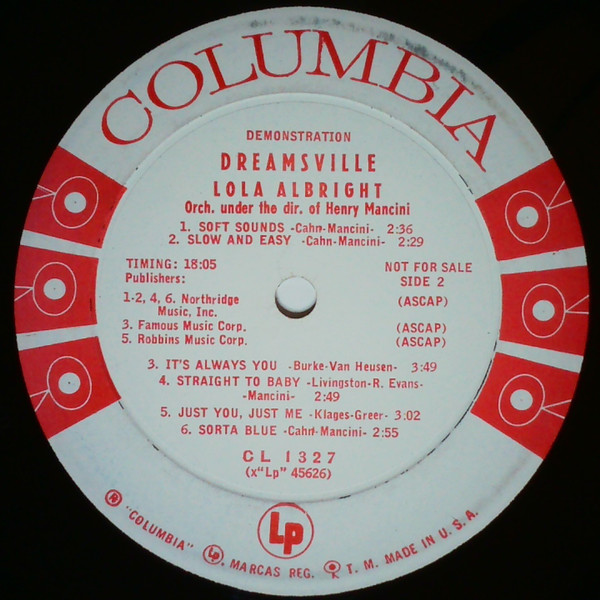 COLUMBIA
DEMONSTRATION
DREAMSVILLE
LOLA ALBRIGHT
Orch. under the dir. of Henry Mancini
1. SOFT SOUNDS -Cahn-Mancini- 2:36
2. SLOW AND EASY -Cahn-Mancini- 2:29
TIMING: 18:05
Publishers:
NOT FOR SALE
SIDE 2
1-2, 4, 6. Northridge Music, Inc. (ASCAP)
3. Famous Music Corp. (ASCAP)
5. Robbins Music Corp. (ASCAP)
3. IT'S ALWAYS YOU -Burke-Van Heusen- 3:49
4. STRAIGHT TO BABY -Livingston-R. Evans-
-Mancini- 2:49
5. JUST YOU, JUST ME -Klages-Greer- 3:02
6. SORTA BLUE -Cahn-Mancini- 2:55
CL 1327
(x"Lp" 45626)
Lp
® "COLUMBIA" Lp. MARCAS REG. T. M. MADE IN U. S. A.